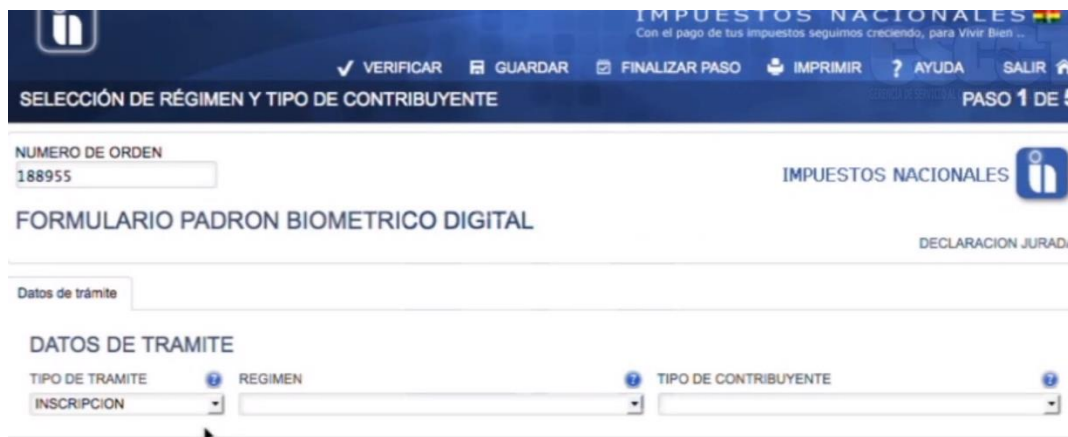 IMPUESTOS NACIONALES
Con el pago de tus impuestos seguimos creciendo, para Vivir Bien ...
VERIFICAR GUARDAR FINALIZAR PASO IMPRIMIR ? AYUDA SALIR
SELECCIÓN DE RÉGIMEN Y TIPO DE CONTRIBUYENTE PASO 1 DE 5
NUMERO DE ORDEN
188955
IMPUESTOS NACIONALES
FORMULARIO PADRON BIOMETRICO DIGITAL
DECLARACION JURADA
Datos de trámite
DATOS DE TRAMITE
TIPO DE TRAMITE ? REGIMEN ? TIPO DE CONTRIBUYENTE ?
INSCRIPCION